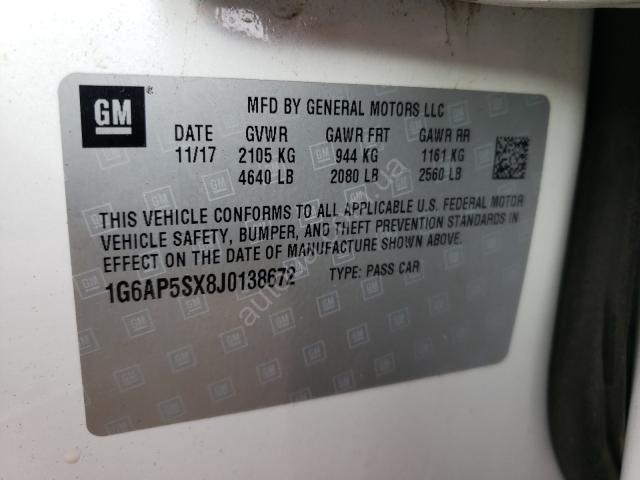 GM
MFD BY GENERAL MOTORS LLC
DATE GVWR GAWR FRT GAWR RR
11/17 2105 KG 944 KG 1161 KG
4640 LB 2080 LB 2560 LB
THIS VEHICLE CONFORMS TO ALL APPLICABLE U.S. FEDERAL MOTOR
VEHICLE SAFETY, BUMPER, AND THEFT PREVENTION STANDARDS IN
EFFECT ON THE DATE OF MANUFACTURE SHOWN ABOVE.
1G6AP5SX8J0138672 TYPE: PASS CAR